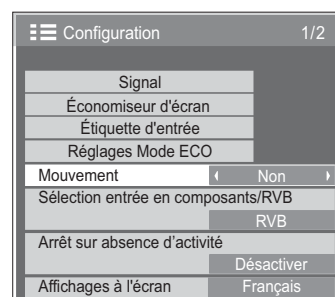 Configuration 1/2
Signal
Économiseur d'écran
Étiquette d'entrée
Réglages Mode ECO
Mouvement Non
Sélection entrée en composants/RVB
RVB
Arrêt sur absence d'activité
Désactiver
Affichages à l'écran Français